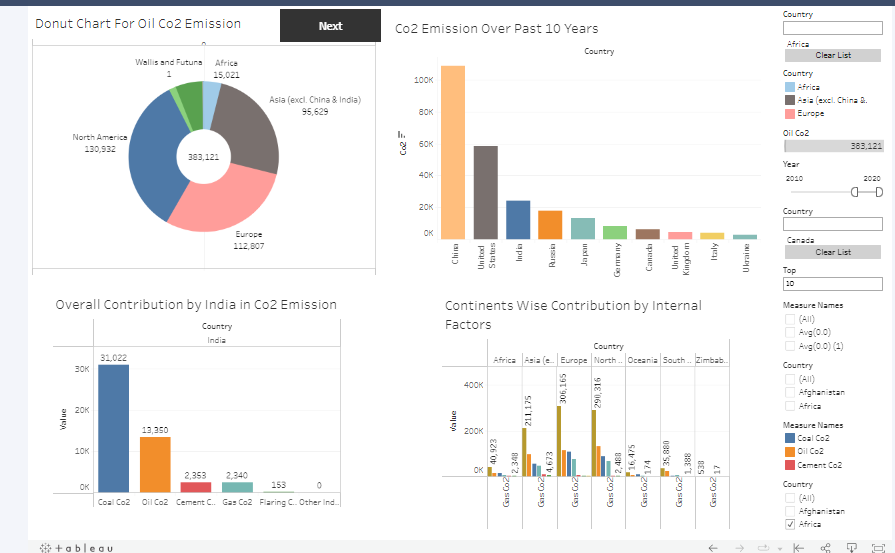 Donut Chart For Oil Co2 Emission
Next
Wallis and Futuna
1
Africa
15,021
Asia (excl. China & India)
95,629
North America
130,932
383,121
Europe
112,807
Co2 Emission Over Past 10 Years
Country
Co2
100K
80K
60K
40K
20K
0K
China
United States
India
Russia
Japan
Germany
Canada
United Kingdom
Italy
Ukraine
Overall Contribution by India in Co2 Emission
Country
India
Value
30K
20K
10K
0K
31,022
13,350
2,353
2,340
153
0
Coal Co2
Oil Co2
Cement C..
Gas Co2
Flaring C..
Other Ind..
Continents Wise Contribution by Internal
Factors
Country
Africa
Asia (e..
Europe
North ..
Oceania
South ..
Zimbab..
Value
400K
200K
0K
40,923
2,348
211,175
4,673
306,165
290,316
2,488
16,475
174
35,880
1,388
538
17
Gas Co2
Gas Co2
Gas Co2
Gas Co2
Gas Co2
Gas Co2
Gas Co2
Country
Africa
Clear List
Country
Africa
Asia (excl. China &..
Europe
Oil Co2
383,121
Year
2010
2020
Country
Canada
Clear List
Top
10
Measure Names
(All)
Avg(0.0)
Avg(0.0) (1)
Country
(All)
Afghanistan
Africa
Measure Names
Coal Co2
Oil Co2
Cement Co2
Country
(All)
Afghanistan
Africa
+ableau